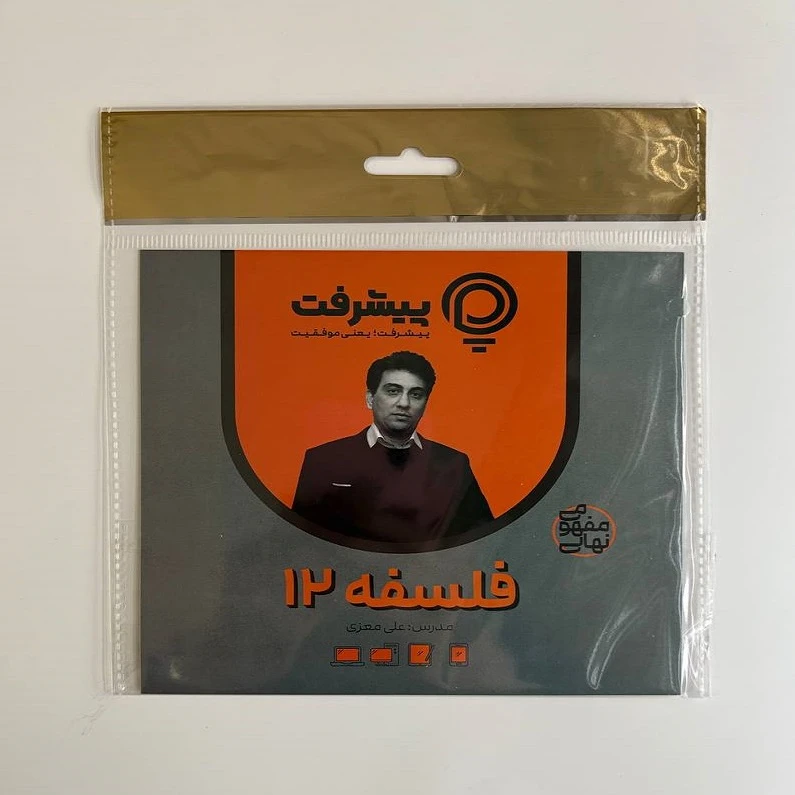 پیشرفت
پیشرفت؛ یعنی موفقیت
مفهومی
نهایی
فلسفه ۱۲
مدرس: علی معزی